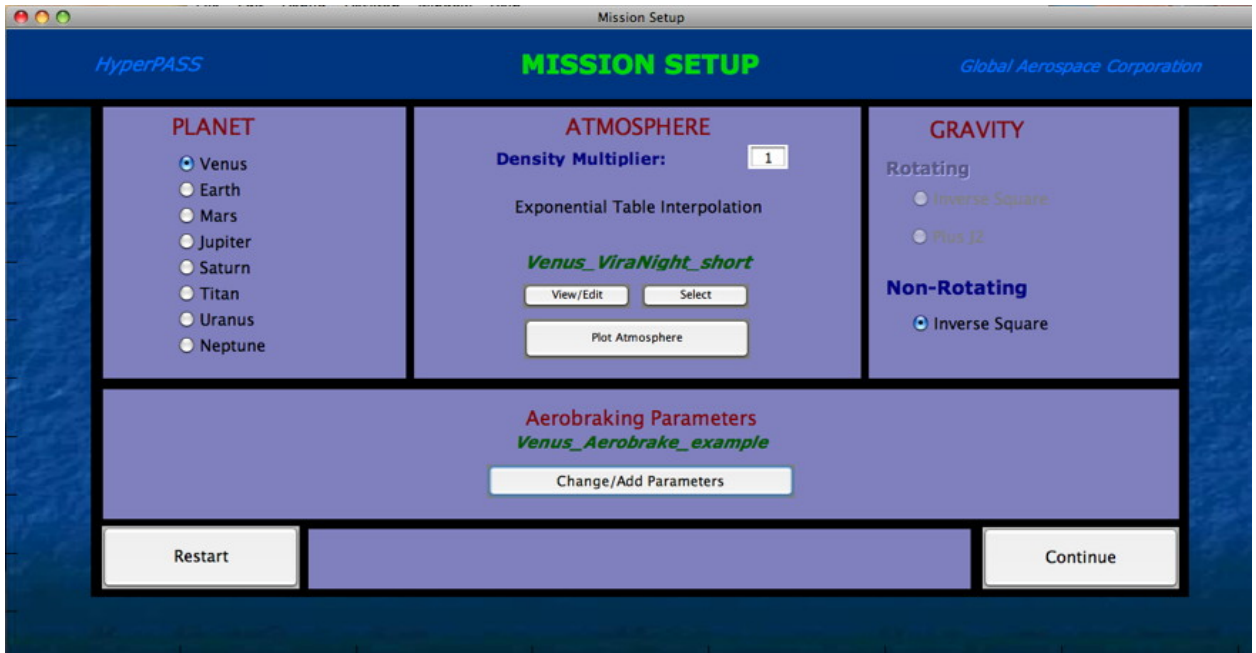 Mission Setup
HyperPASS
MISSION SETUP
Global Aerospace Corporation
PLANET
Venus
Earth
Mars
Jupiter
Saturn
Titan
Uranus
Neptune
ATMOSPHERE
Density Multiplier: 1
Exponential Table Interpolation
Venus_ViraNight_short
View/Edit Select
Plot Atmosphere
GRAVITY
Rotating
Inverse Square
Plus J2
Non-Rotating
Inverse Square
Aerobraking Parameters
Venus_Aerobrake_example
Change/Add Parameters
Restart
Continue